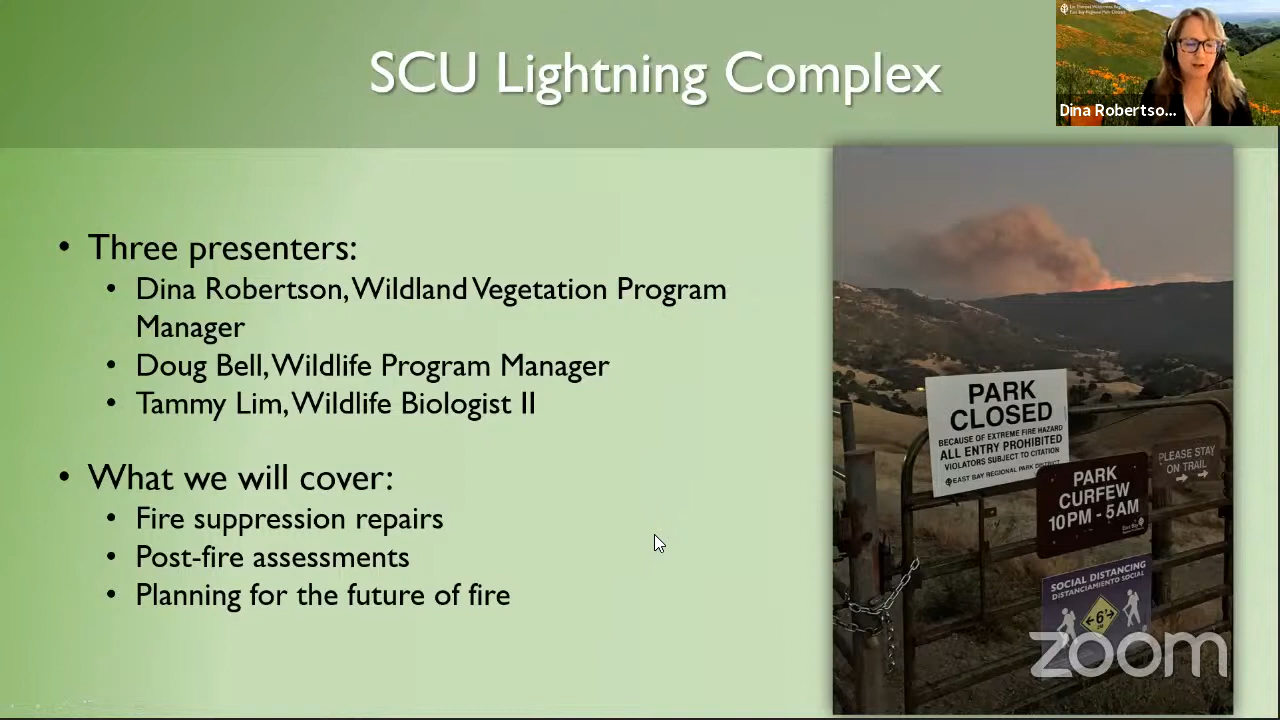 SCU Lightning Complex
Dina Robertso...
• Three presenters:
• Dina Robertson, Wildland Vegetation Program
Manager
• Doug Bell, Wildlife Program Manager
• Tammy Lim, Wildlife Biologist II
• What we will cover:
• Fire suppression repairs
• Post-fire assessments
• Planning for the future of fire
PARK
CLOSED
BECAUSE OF EXTREME FIRE HAZARD
ALL ENTRY PROHIBITED
VIOLATORS SUBJECT TO CITATION
EAST BAY REGIONAL PARK DISTRICT
PLEASE STAY
ON TRAIL
PARK
CURFEW
10PM - 5AM
East Bay
SOCIAL DISTANCING
DISTANCIAMIENTO SOCIAL
6'
zoom